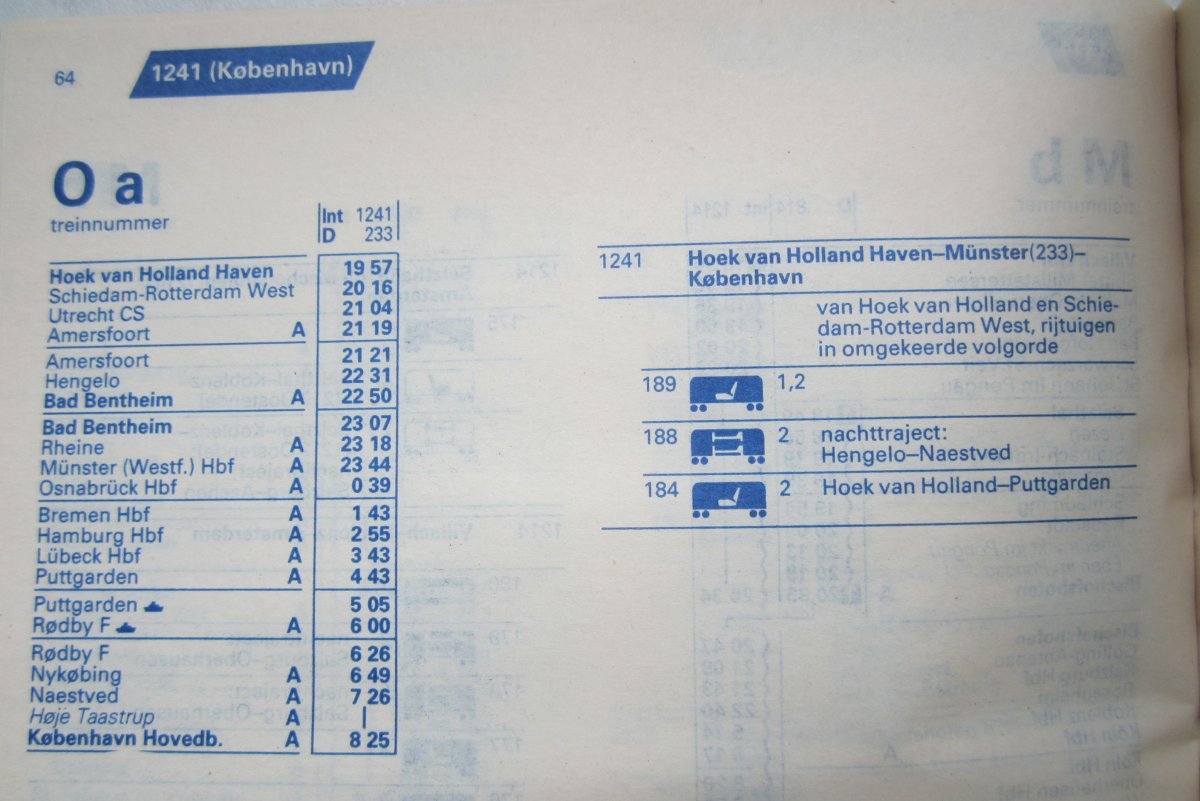 64
1241 (København)
O a
treinnummer
Int 1241
D 233
Hoek van Holland Haven 19 57
Schiedam-Rotterdam West 20 16
Utrecht CS 21 04
Amersfoort A 21 19
Amersfoort 21 21
Hengelo 22 31
Bad Bentheim A 22 50
Bad Bentheim 23 07
Rheine A 23 18
Münster (Westf.) Hbf A 23 44
Osnabrück Hbf A 0 39
Bremen Hbf A 1 43
Hamburg Hbf A 2 55
Lübeck Hbf A 3 43
Puttgarden A 4 43
Puttgarden 5 05
Rødby F A 6 00
Rødby F 6 26
Nykøbing A 6 49
Naestved A 7 26
Høje Taastrup A |
København Hovedb. A 8 25
1241 Hoek van Holland Haven–Münster(233)–
København
van Hoek van Holland en Schie-
dam-Rotterdam West, rijtuigen
in omgekeerde volgorde
189 1,2
188 2 nachttraject:
Hengelo–Naestved
184 2 Hoek van Holland–Puttgarden